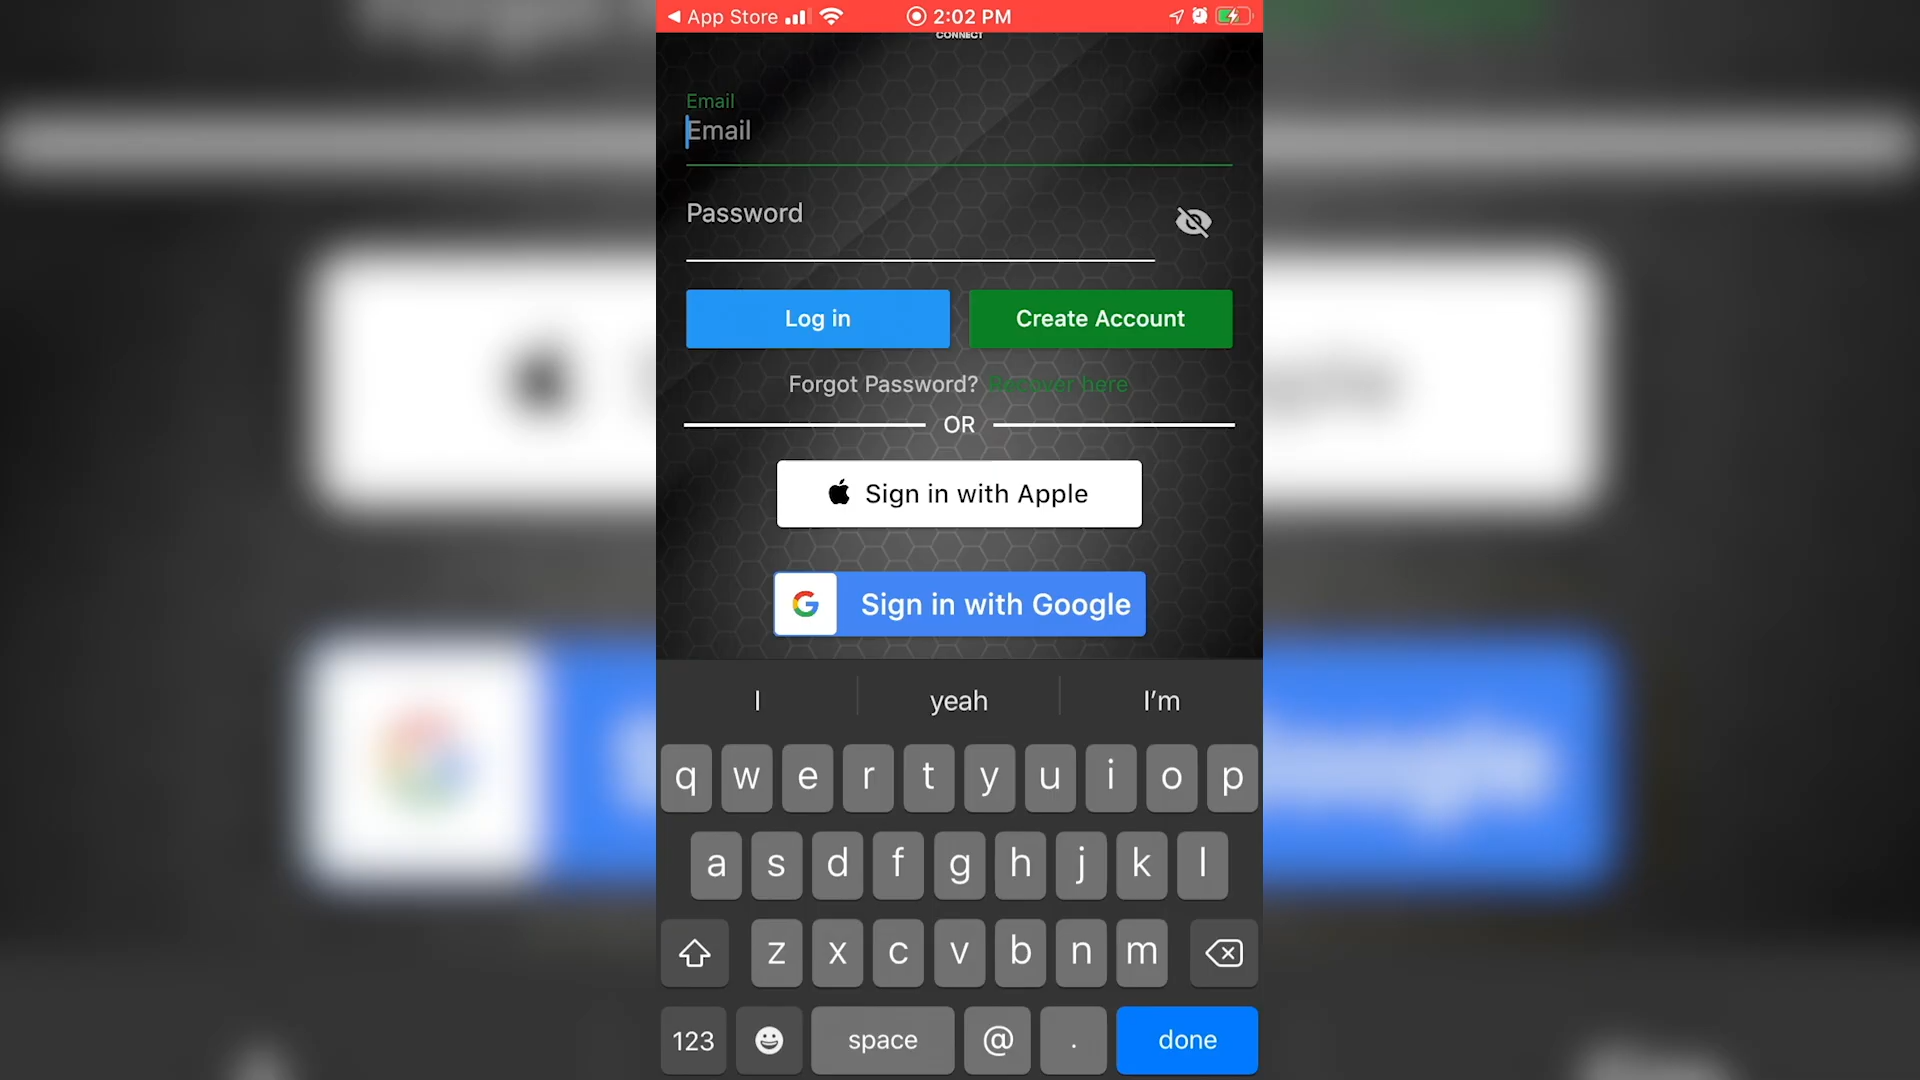 App Store 2:02 PM
CONNECT
Email
Email
Password
Log in Create Account
Forgot Password? Recover here
OR
Sign in with Apple
G Sign in with Google
I yeah I'm
q w e r t y u i o p
a s d f g h j k l
z x c v b n m
123 space @ . done